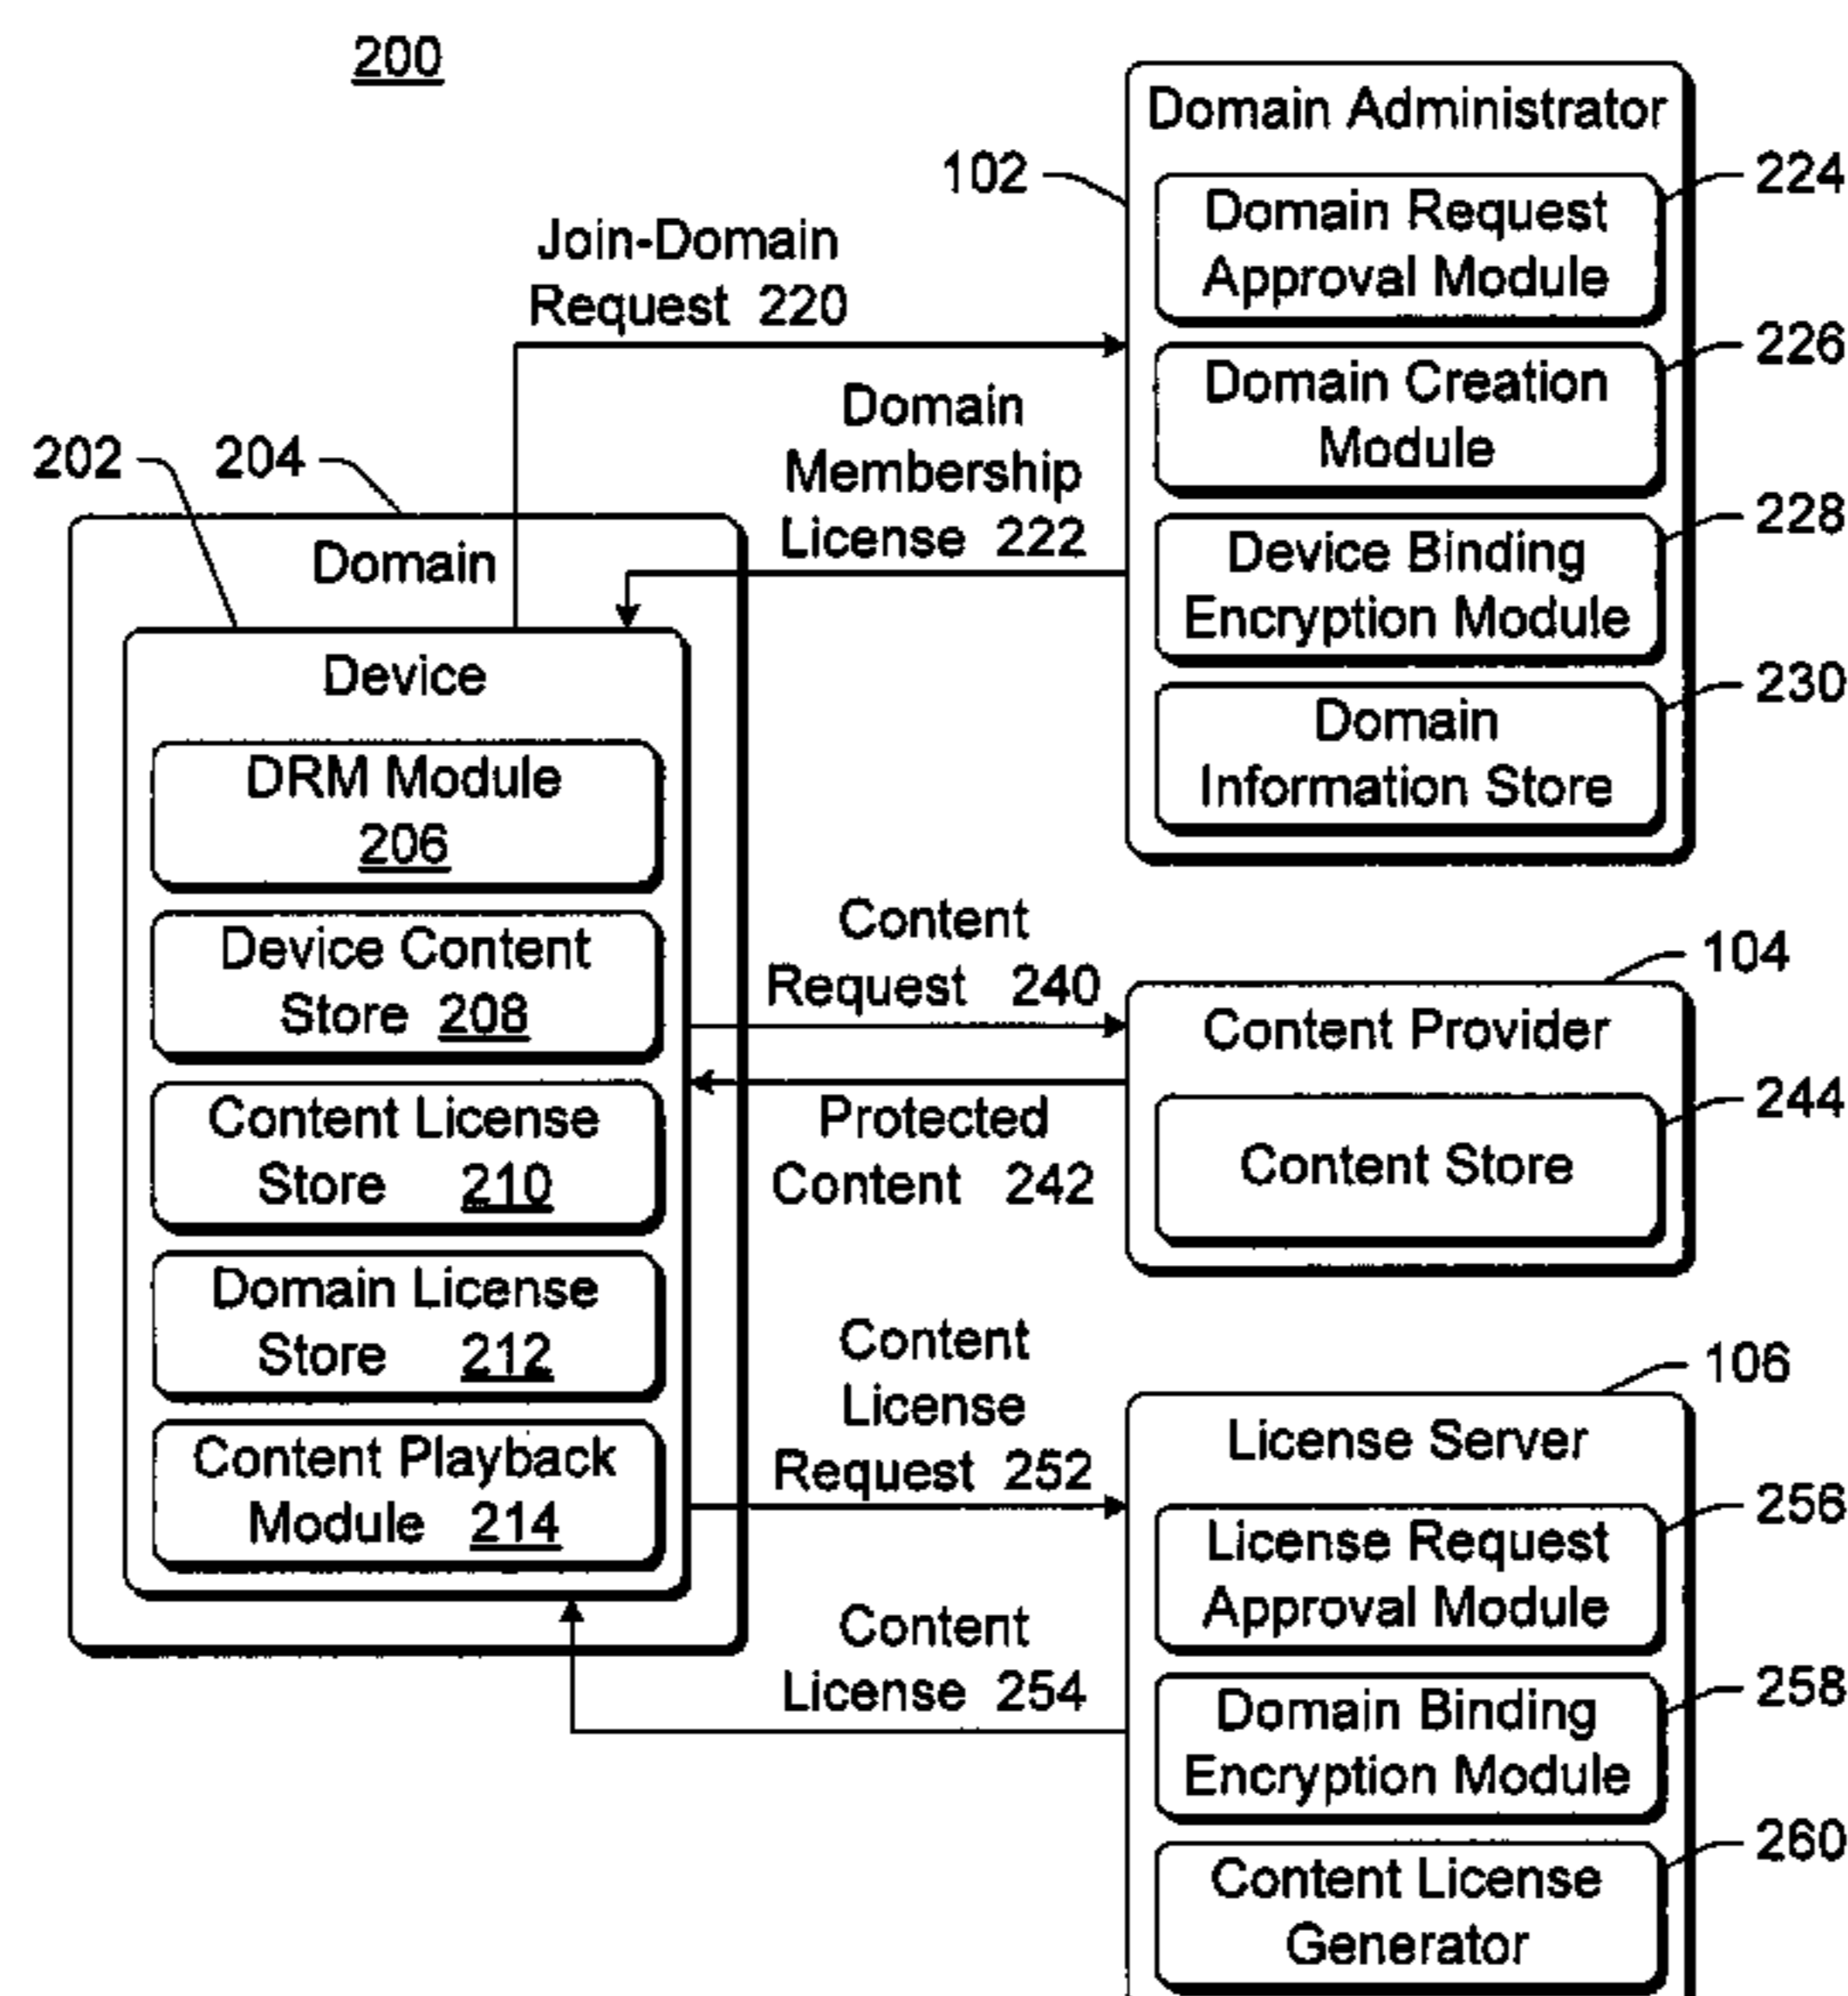 200
Domain Administrator
102
224
Domain Request
Approval Module
Join-Domain
Request 220
226
Domain Creation
Module
Domain
Membership
License 222
202
204
228
Device Binding
Encryption Module
Domain
Device
230
Domain
Information Store
DRM Module
206
Device Content
Store 208
Content
Request 240
104
Content Provider
244
Content Store
Protected
Content 242
Content License
Store 210
Domain License
Store 212
Content
License
Request 252
106
License Server
Content Playback
Module 214
256
License Request
Approval Module
Content
License 254
258
Domain Binding
Encryption Module
260
Content License
Generator